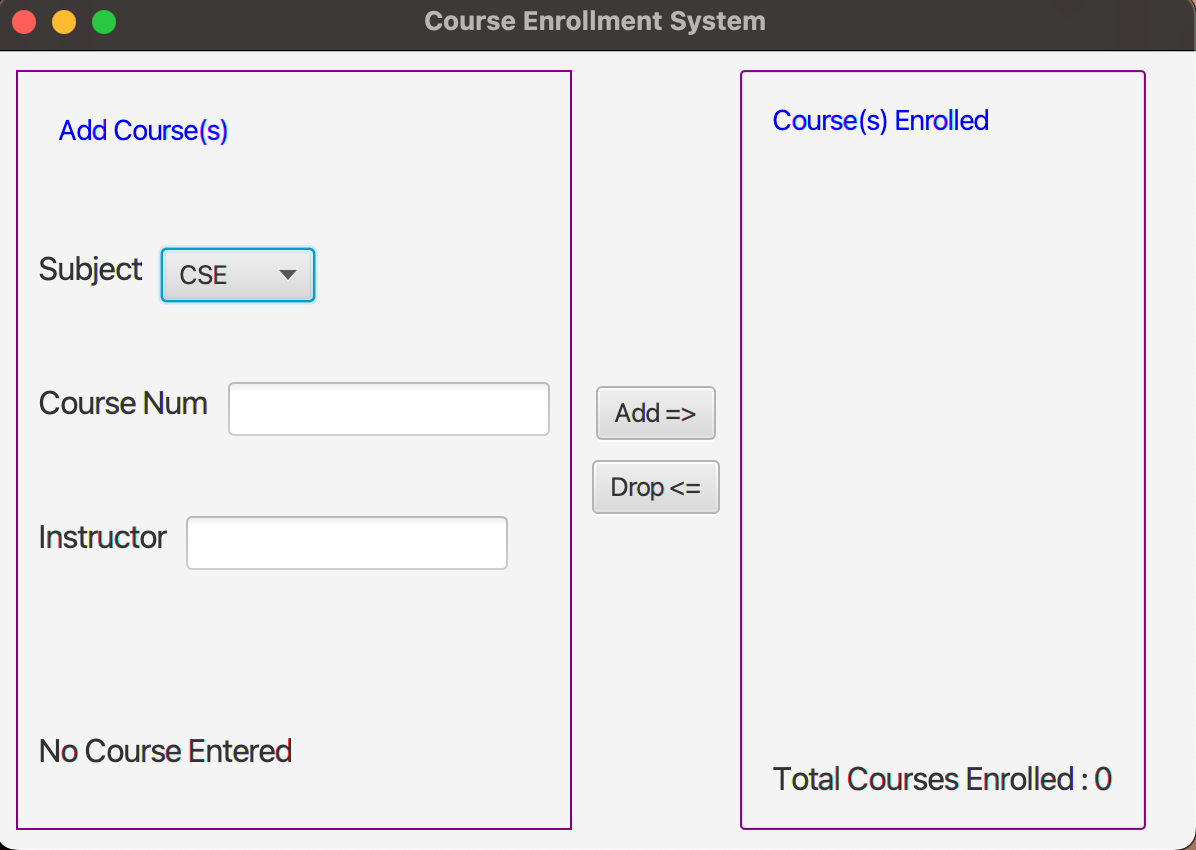 Course Enrollment System
Add Course(s)
Subject CSE
Course Num
Instructor
No Course Entered
Add =>
Drop <=
Course(s) Enrolled
Total Courses Enrolled : 0